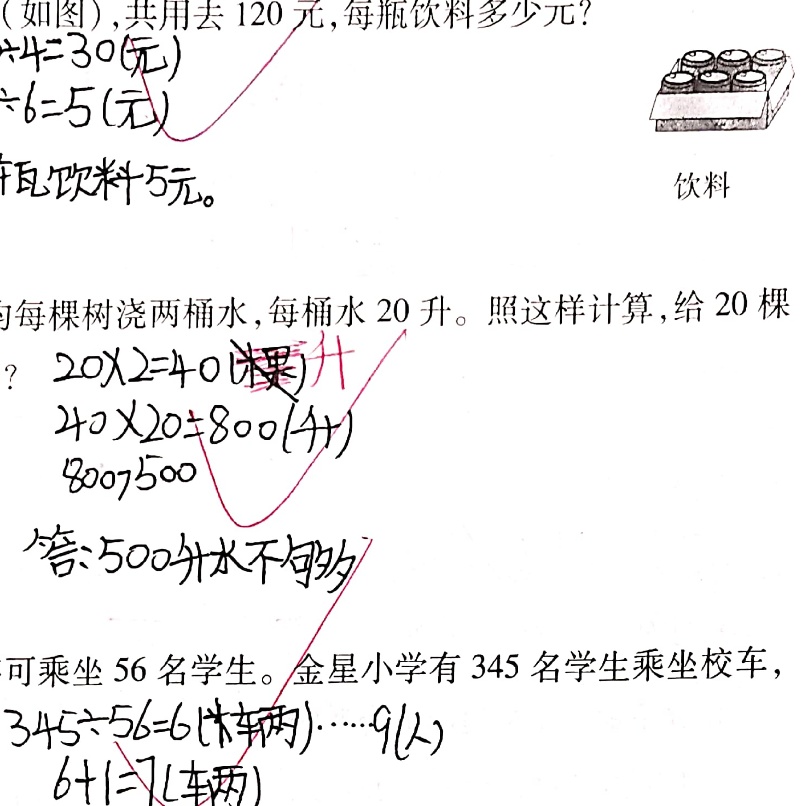 (如图),共用去 120 元,每瓶饮料多少元?
÷4=30(元)
÷6=5(元)
瓶饮料5元。
饮料
均每棵树浇两桶水,每桶水 20 升。照这样计算,给 20 棵
? 20×2=40(棵)升
40×20=800(升)
800>500
答:500升水不够
可乘坐 56 名学生。金星小学有 345 名学生乘坐校车,
345÷56=6(车两)……9(人)
6+1=7(车两)